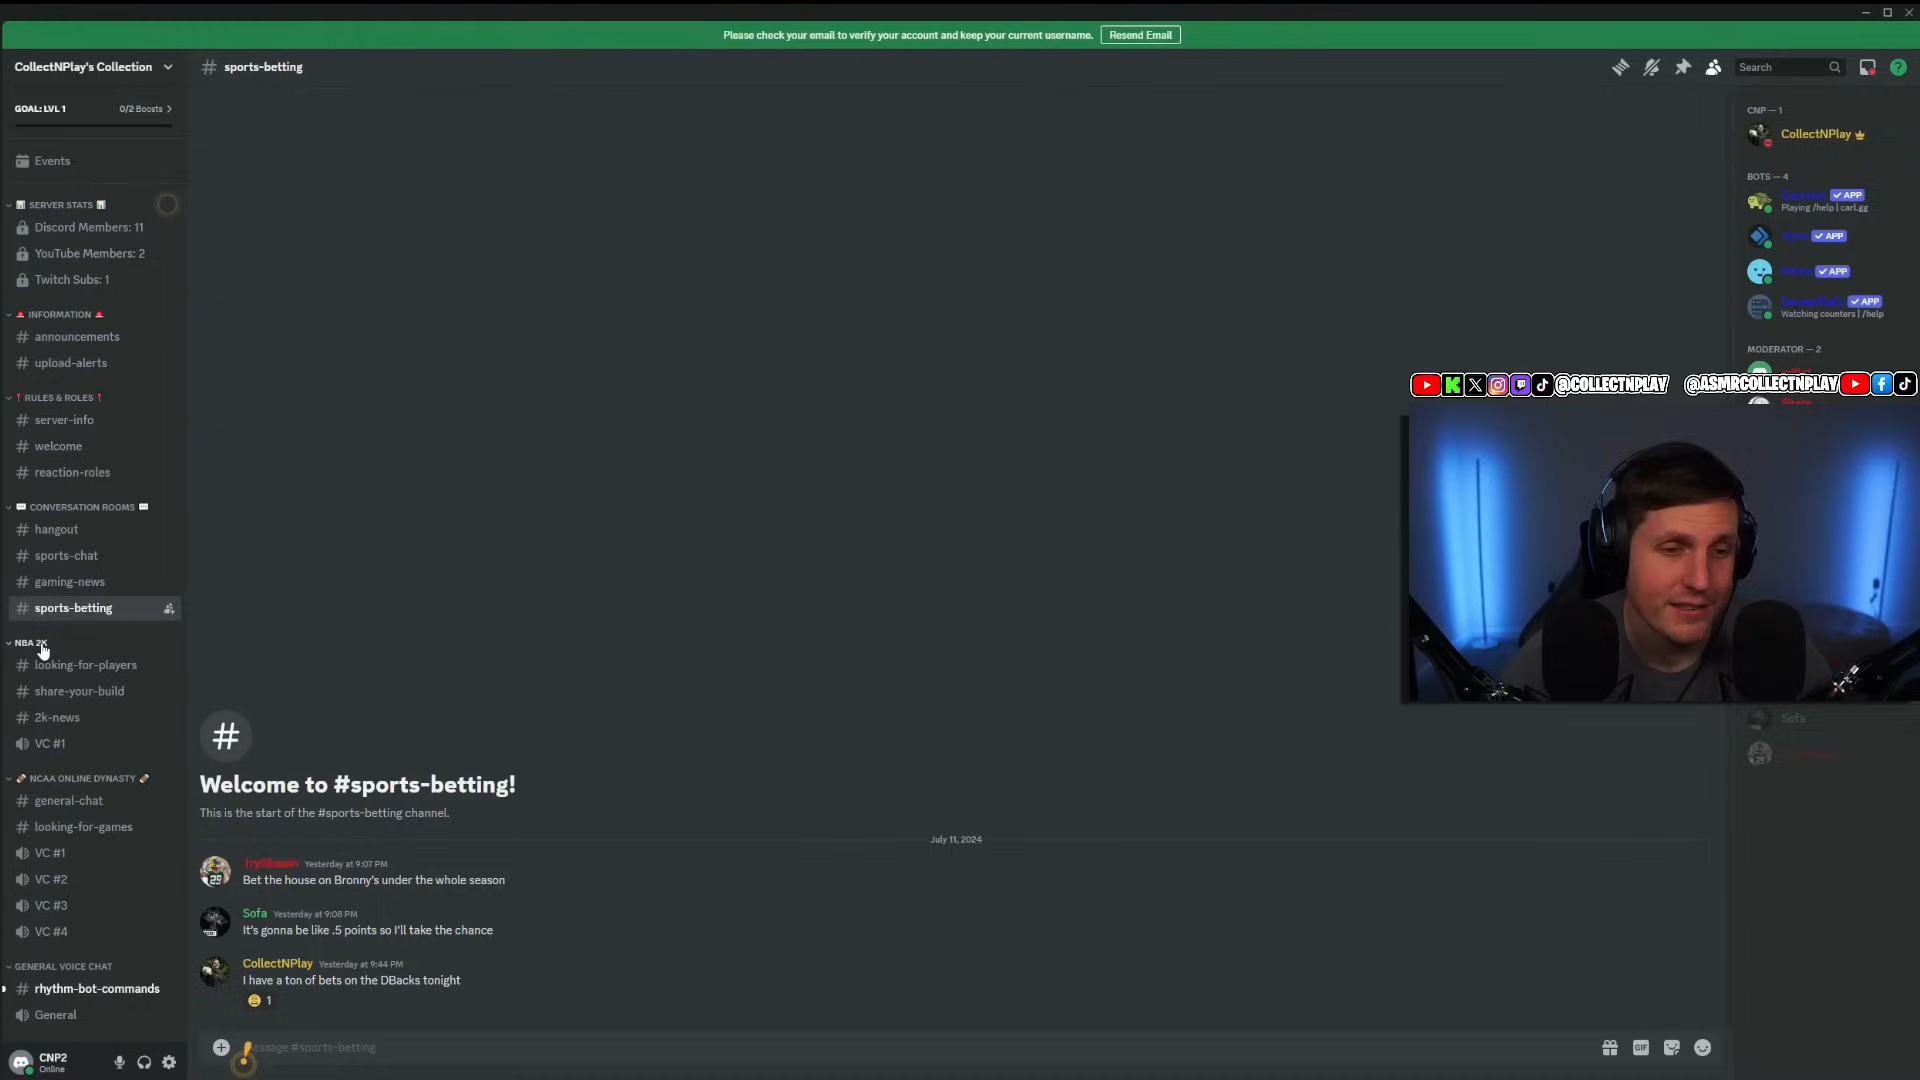 Please check your email to verify your account and keep your current username. Resend Email
CollectNPlay's Collection
GOAL: LVL 1 0/2 Boosts
Events
SERVER STATS
Discord Members: 11
YouTube Members: 2
Twitch Subs: 1
INFORMATION
announcements
upload-alerts
RULES & ROLES
server-info
welcome
reaction-roles
CONVERSATION ROOMS
hangout
sports-chat
gaming-news
sports-betting
NBA 2K
looking-for-players
share-your-build
2k-news
VC #1
NCAA ONLINE DYNASTY
general-chat
looking-for-games
VC #1
VC #2
VC #3
VC #4
GENERAL VOICE CHAT
rhythm-bot-commands
General
CNP2
Online
# sports-betting
Search
#
Welcome to #sports-betting!
This is the start of the #sports-betting channel.
July 11, 2024
Yesterday at 9:07 PM
Bet the house on Bronny's under the whole season
Sofa Yesterday at 9:08 PM
It's gonna be like .5 points so I'll take the chance
CollectNPlay Yesterday at 9:44 PM
I have a ton of bets on the DBacks tonight
1
Message #sports-betting
GIF
CNP — 1
CollectNPlay
BOTS — 4
APP
Playing /help | carl.gg
APP
APP
APP
Watching counters | /help
MODERATOR — 2
@COLLECTNPLAY @ASMRCOLLECTNPLAY
Sofa